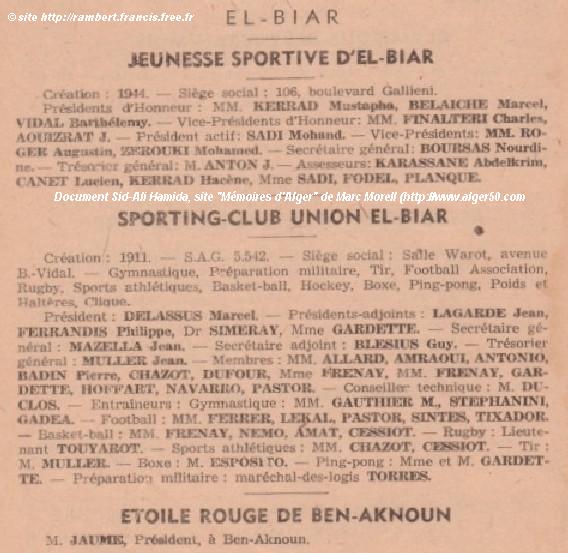 © site http://rambert.francis.free.fr
EL-BIAR
JEUNESSE SPORTIVE D'EL-BIAR
Création : 1944. — Siège social : 106, boulevard Gallieni.
Présidents d'Honneur : MM. KERRAD Mustapha, BELAICHE Marcel,
VIDAL Barthélemy. — Vice-Présidents d'Honneur: MM. FINALTERI Charles,
AOUIZRAT J. — Président actif: SADI Mohand. — Vice-Présidents: MM. RO-
GER Augustin, ZEROUKI Mohamed. — Secrétaire général: BOURSAS Nourdi-
ne. — Trésorier général: M. ANTON J. — Assesseurs: KARASSANE Abdelkrim,
CANET Lucien, KERRAD Hacène, Mme SADI, FODEL, PLANQUE.
Document Sid-Ali Hamida, site "Mémoires d'Alger" de Marc Morell (http://www.alger50.com
SPORTING-CLUB UNION EL-BIAR
Création : 1911. — S.A.G. 5.542. — Siège social : Salle Warot, avenue
B.-Vidal. — Gymnastique, Préparation militaire, Tir, Football Association,
Rugby, Sports athlétiques, Basket-ball, Hockey, Boxe, Ping-pong, Poids et
Haltères, Clique.
Président : DELASSUS Marcel. — Présidents-adjoints : LAGARDE Jean,
FERRANDIS Philippe, Dr SIMERAY, Mme GARDETTE. — Secrétaire gé-
néral : MAZELLA Jean. — Secrétaire adjoint : BLESIUS Guy. — Trésorier
général : MULLER Jean. — Membres : MM. ALLARD, AMRAOUI, ANTONIO,
BADIN Pierre, CHAZOT, DUFOUR, Mme FRENAY, MM. FRENAY, GAR-
DETTE, HOFFART, NAVARRO, PASTOR. — Conseiller technique : M. DU-
CLOS. — Entraîneurs : Gymnastique : MM. GAUTHIER M., STEPHANINI,
GADEA. — Football : MM. FERRER, LEKAL, PASTOR, SINTES, TIXADOR.
— Basket-ball : MM. FRENAY, NEMO, AMAT, CESSIOT. — Rugby : Lieute-
nant TOUYAROT. — Sports athlétiques : MM. CHAZOT, CESSIOT. — Tir :
M. MULLER. — Boxe : M. ESPOSITO. — Ping-pong : Mme et M. GARDET-
TE. — Préparation militaire : maréchal-des-logis TORRES.
ETOILE ROUGE DE BEN-AKNOUN
M. JAUME, Président, à Ben-Aknoun.